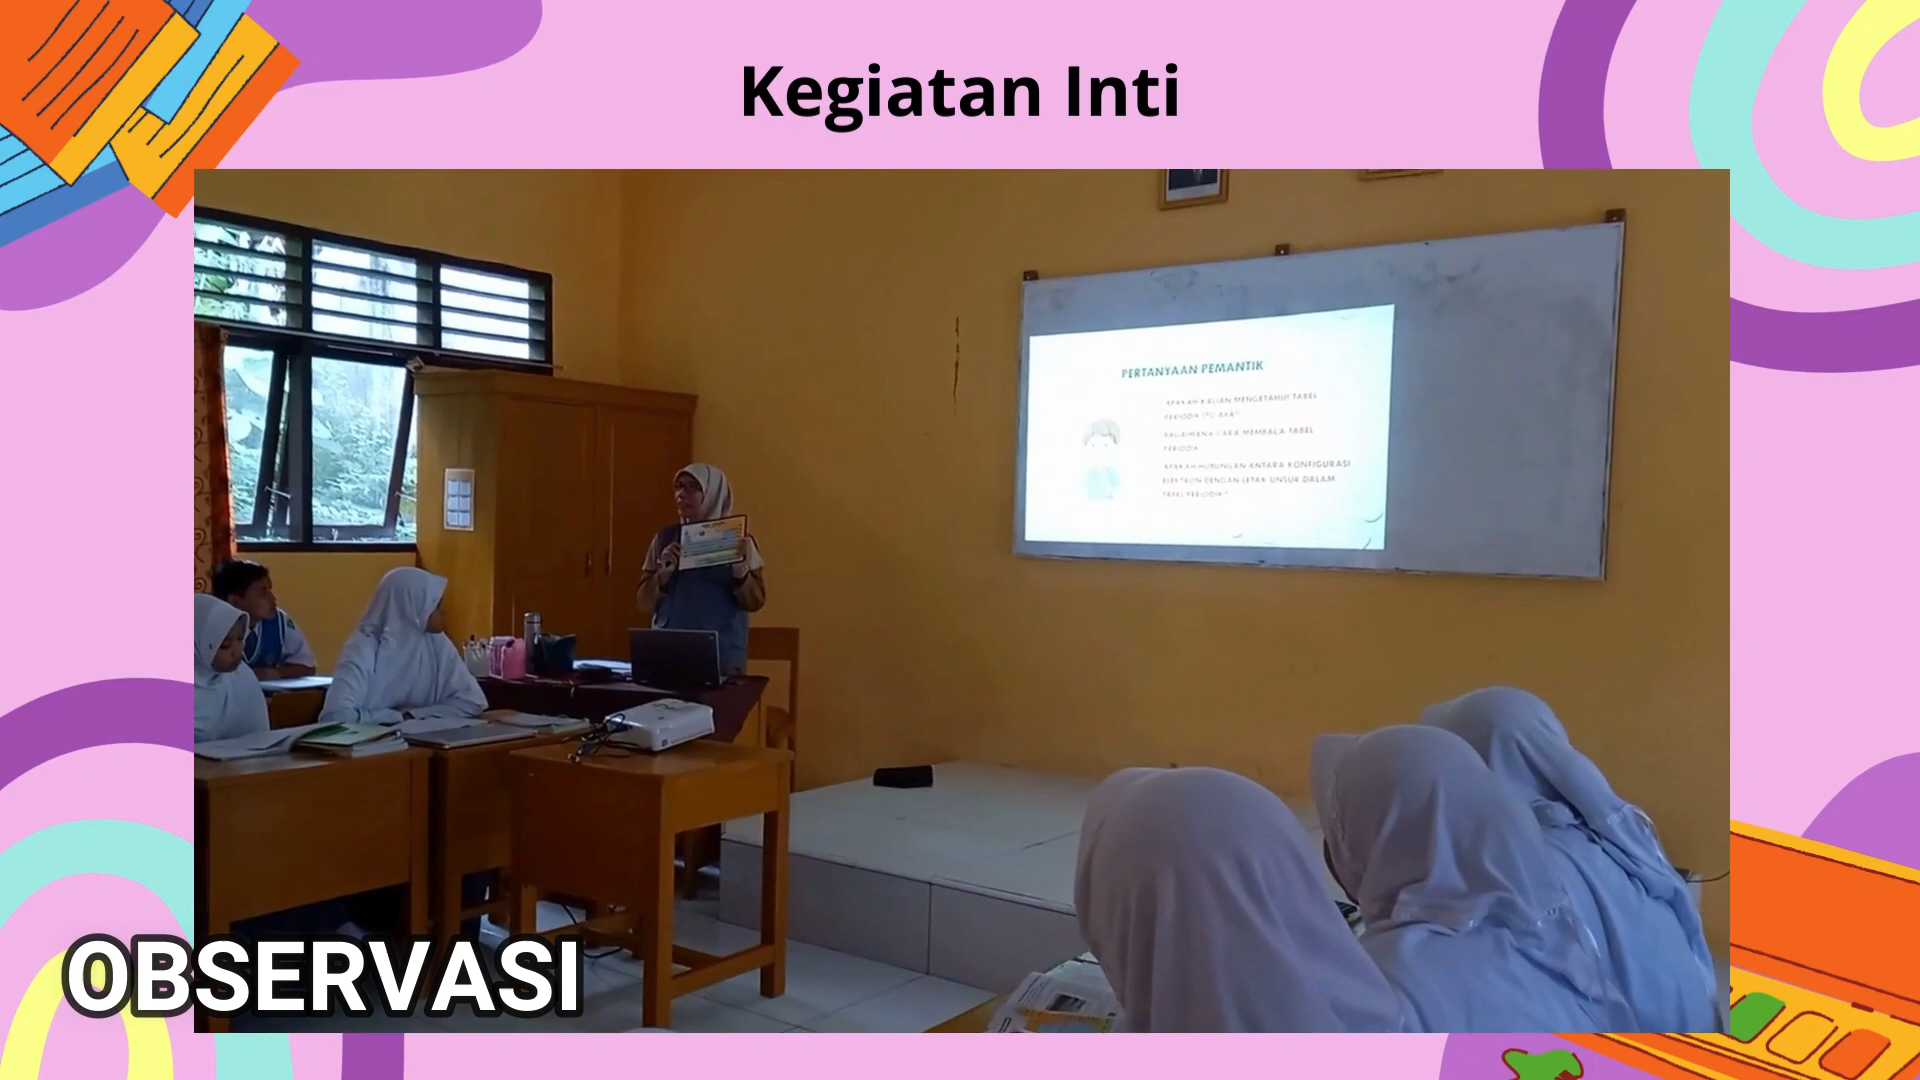 Kegiatan Inti
PERTANYAAN PEMANTIK
APAKAH KALIAN MENGETAHUI TABEL
PERIODIK ITU APA?
BAGAIMANA CARA MEMBACA TABEL
PERIODIK
APAKAH HUBUNGAN ANTARA KONFIGURASI
ELEKTRON DENGAN LETAK UNSUR DALAM
TABEL PERIODIK?
OBSERVASI